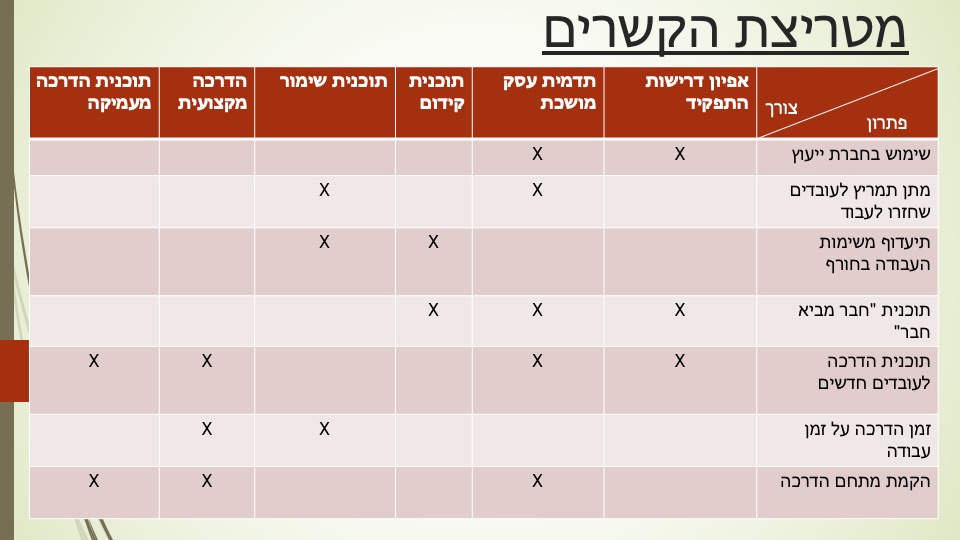 מטריצת הקשרים
צורך
פתרון
אפיון דרישות
התפקיד
תדמית עסק
מושכת
תוכנית
קידום
תוכנית שימור
הדרכה
מקצועית
תוכנית הדרכה
מעמיקה
שימוש בחברת ייעוץ X X
מתן תמריץ לעובדים X X
שחזרו לעבוד
תיעדוף משימות X X
העבודה בחורף
תוכנית "חבר מביא X X X
חבר"
תוכנית הדרכה X X X X
לעובדים חדשים
זמן הדרכה על זמן X X
עבודה
הקמת מתחם הדרכה X X X